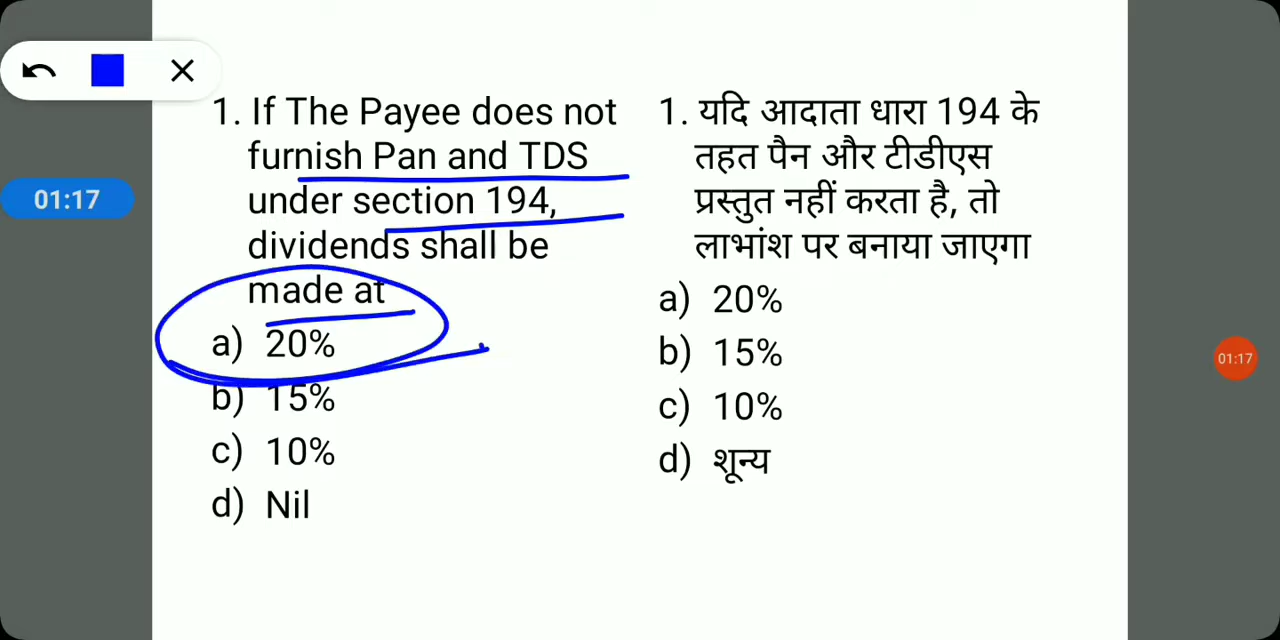 01:17
1. If The Payee does not
furnish Pan and TDS
under section 194,
dividends shall be
made at
a) 20%
b) 15%
c) 10%
d) Nil
1. यदि आदाता धारा 194 के
तहत पैन और टीडीएस
प्रस्तुत नहीं करता है, तो
लाभांश पर बनाया जाएगा
a) 20%
b) 15%
c) 10%
d) शून्य
01:17